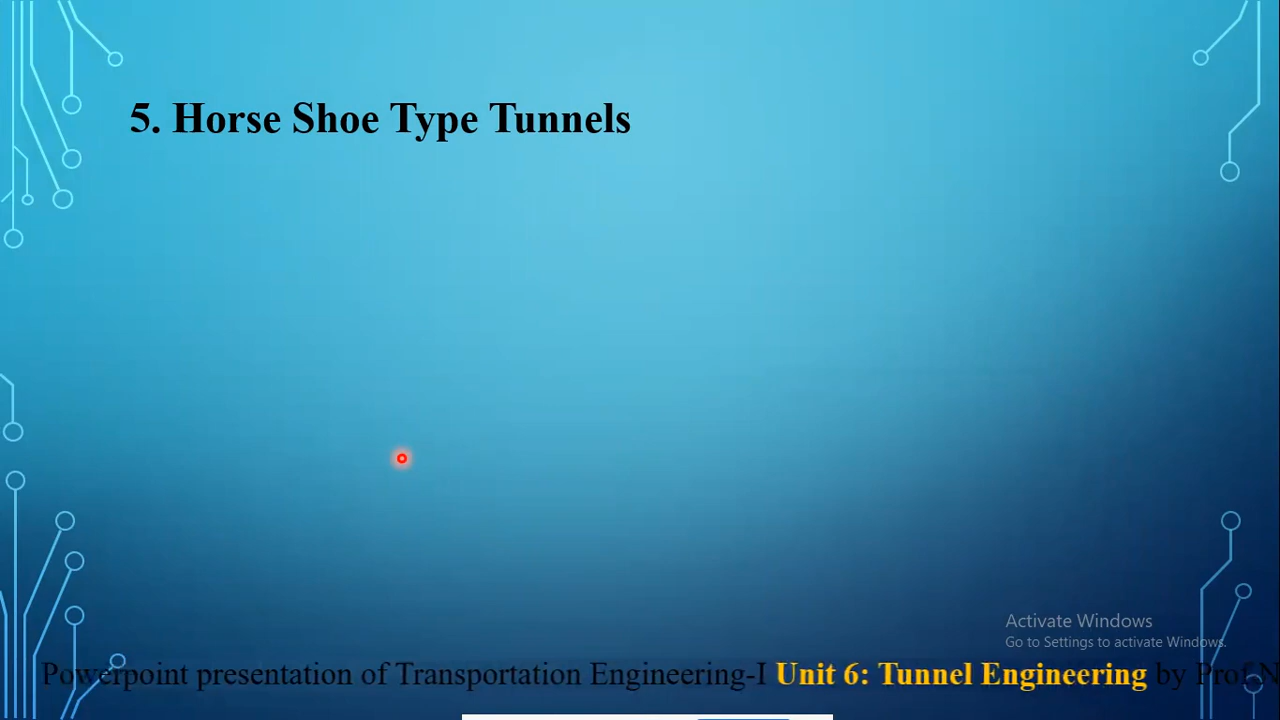 5. Horse Shoe Type Tunnels
Activate Windows
Go to Settings to activate Windows.
Powerpoint presentation of Transportation Engineering-I Unit 6: Tunnel Engineering by Prof.N